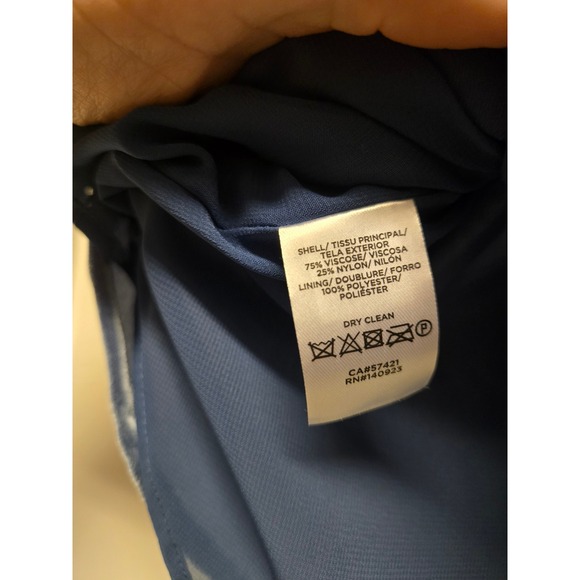 SHELL/ TISSU PRINCIPAL/
TELA EXTERIOR
75% VISCOSE/ VISCOSA
25% NYLON/ NILÓN
LINING/ DOUBLURE/ FORRO
100% POLYESTER/
POLIÉSTER
DRY CLEAN
P
CA#57421
RN#140923